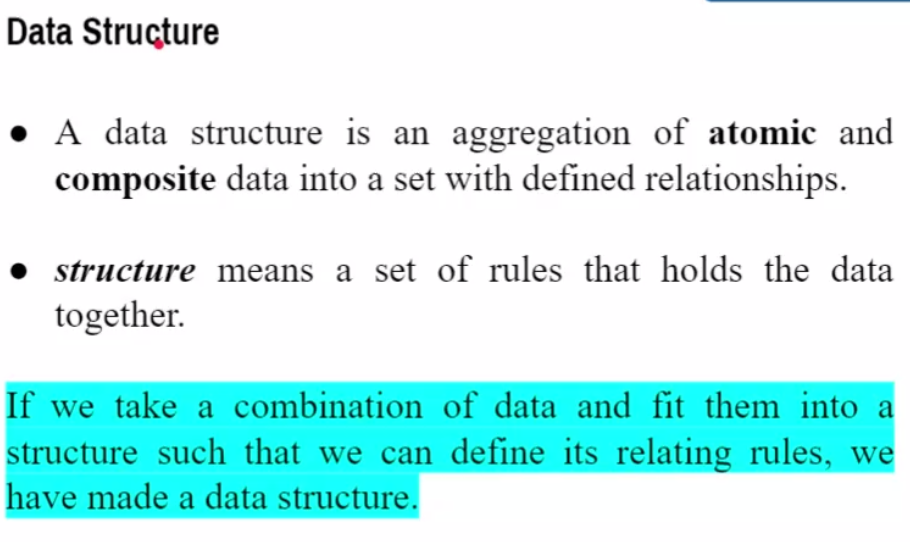 Data Structure
● A data structure is an aggregation of atomic and
composite data into a set with defined relationships.
● structure means a set of rules that holds the data
together.
If we take a combination of data and fit them into a
structure such that we can define its relating rules, we
have made a data structure.